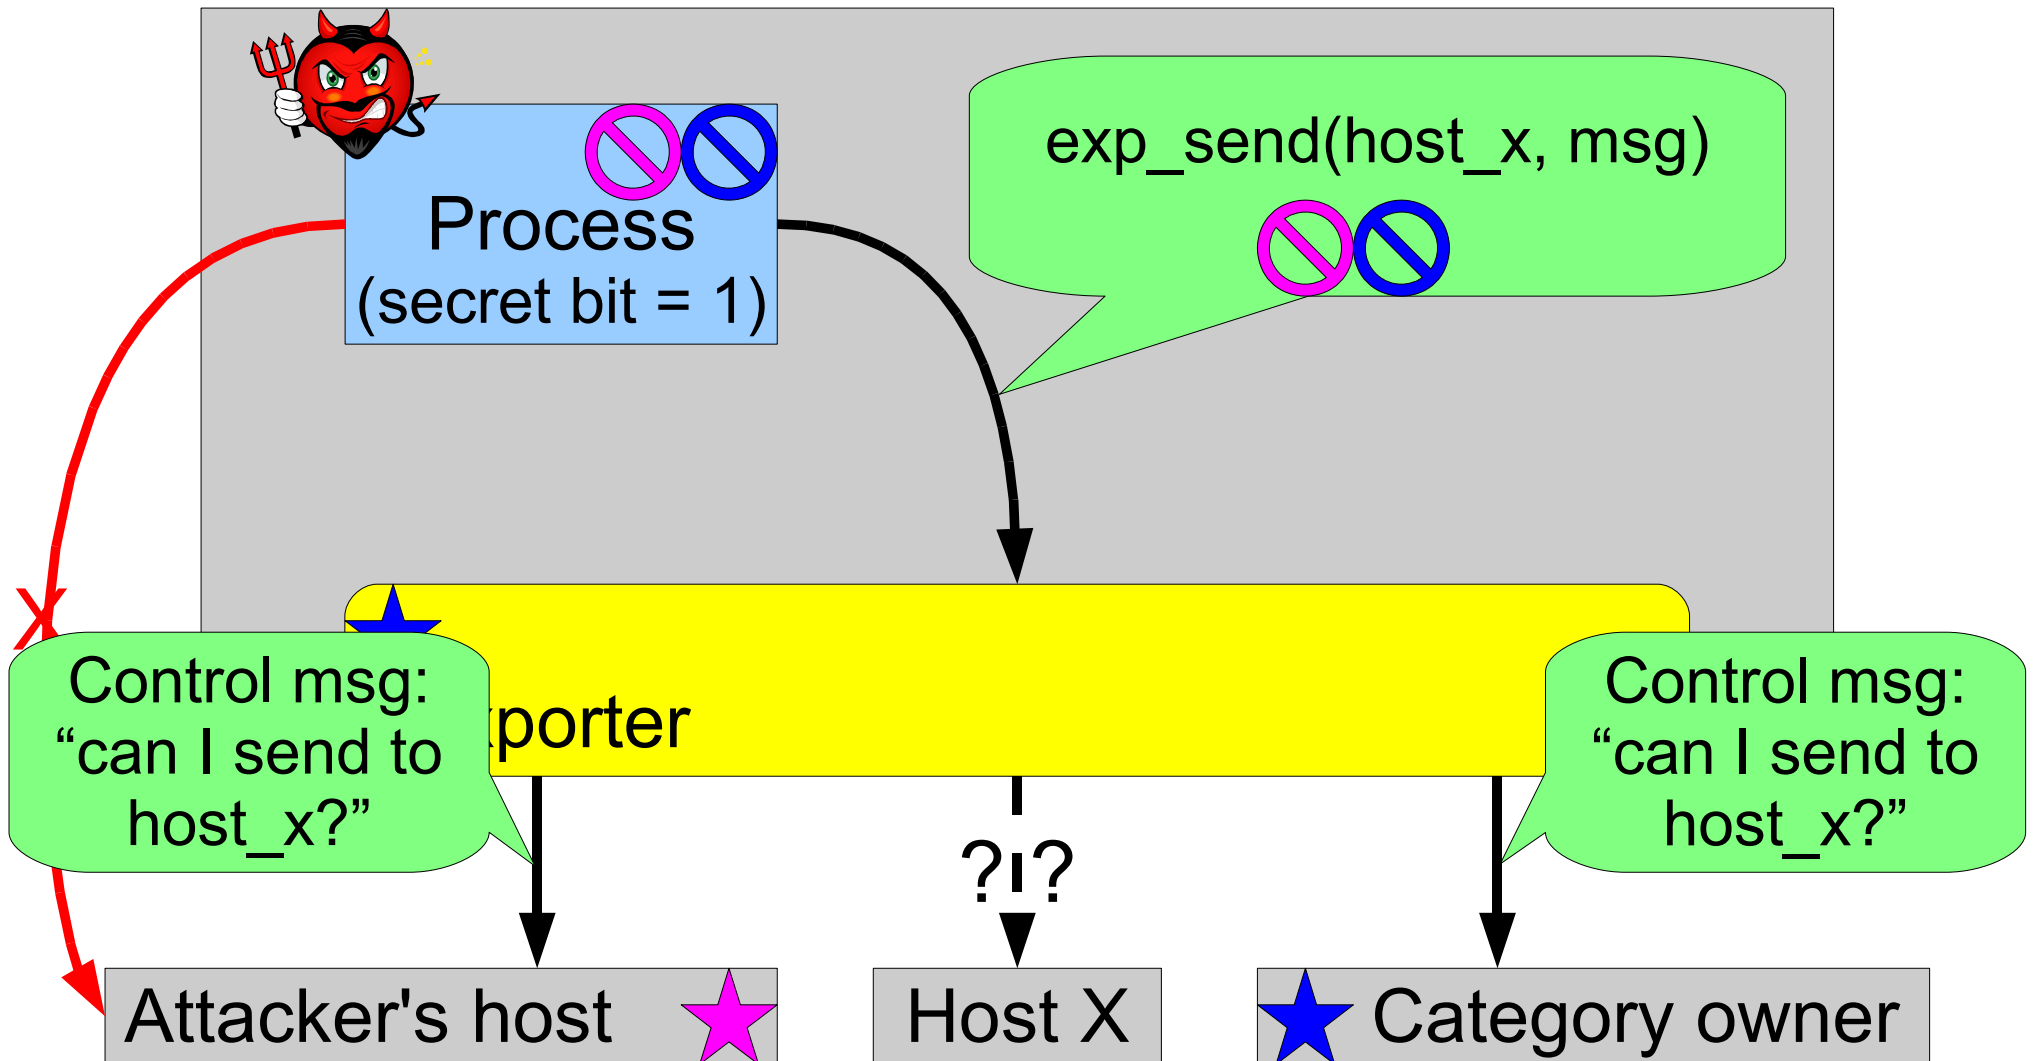 exp_send(host_x, msg)
Process
(secret bit = 1)
X
Control msg:
“can I send to
host_x?”
porter
Control msg:
“can I send to
host_x?”
??
Attacker's host
Host X
Category owner